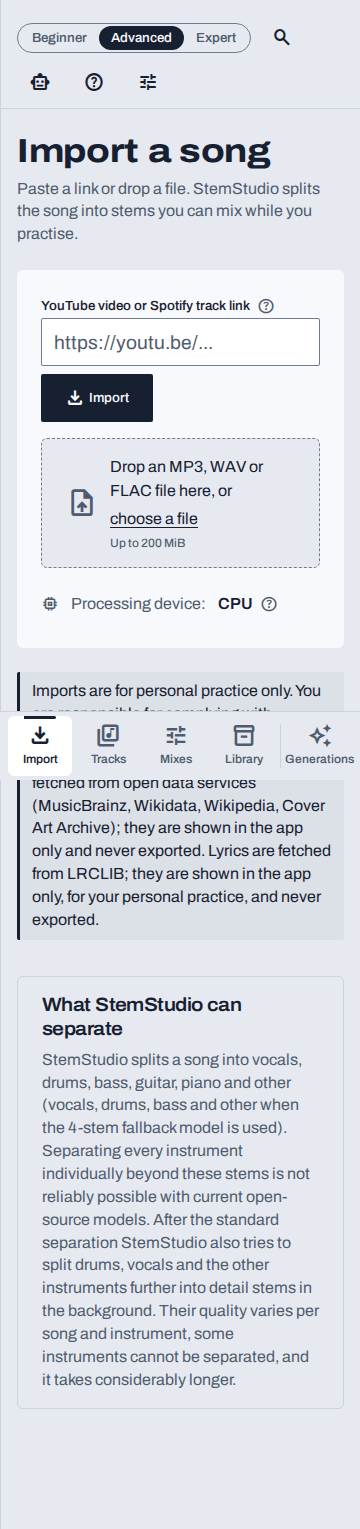 Beginner Advanced Expert
Import a song
Paste a link or drop a file. StemStudio splits
the song into stems you can mix while you
practise.
YouTube video or Spotify track link
https://youtu.be/...
Import
Drop an MP3, WAV or
FLAC file here, or
choose a file
Up to 200 MiB
Processing device: CPU
Imports are for personal practice only. You
Import Tracks Mixes Library Generations
fetched from open data services
(MusicBrainz, Wikidata, Wikipedia, Cover
Art Archive); they are shown in the app
only and never exported. Lyrics are fetched
from LRCLIB; they are shown in the app
only, for your personal practice, and never
exported.
What StemStudio can
separate
StemStudio splits a song into vocals,
drums, bass, guitar, piano and other
(vocals, drums, bass and other when
the 4-stem fallback model is used).
Separating every instrument
individually beyond these stems is not
reliably possible with current open-
source models. After the standard
separation StemStudio also tries to
split drums, vocals and the other
instruments further into detail stems in
the background. Their quality varies per
song and instrument, some
instruments cannot be separated, and
it takes considerably longer.